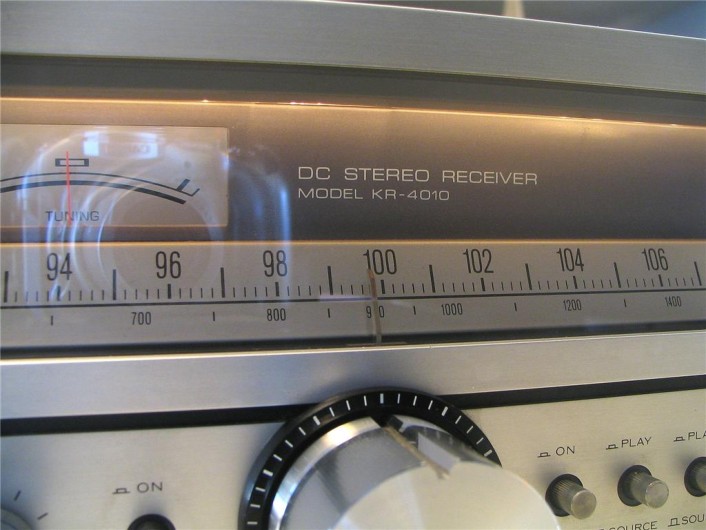 DC STEREO RECEIVER
MODEL KR-4010
TUNING
94 96 98 100 102 104 106
700 800 1000 1200 1400
ON PLAY
ON
SOURCE